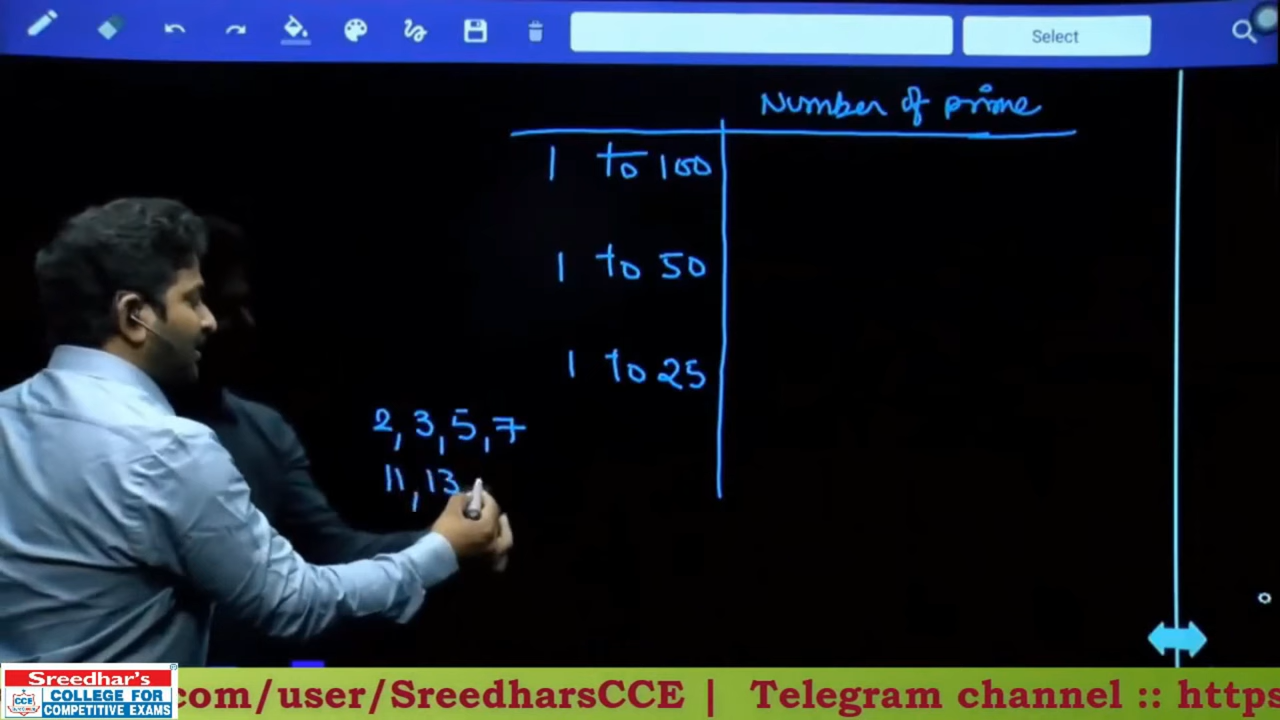 Select
Number of prime
1 to 100
1 to 50
1 to 25
2, 3, 5, 7
11, 13
Sreedhar's
CCE
COLLEGE FOR
COMPETITIVE EXAMS
com/user/SreedharsCCE | Telegram channel :: https